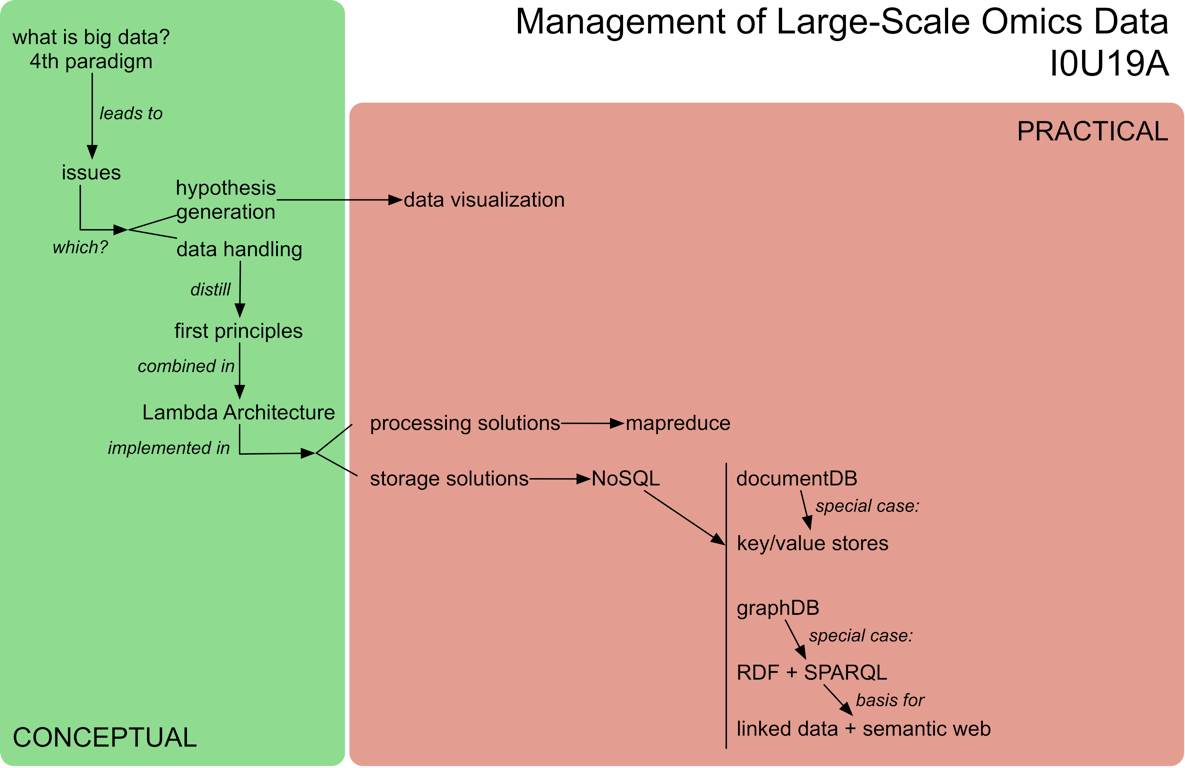 Management of Large-Scale Omics Data
I0U19A
what is big data?
4th paradigm
leads to
issues
which?
hypothesis
generation
data handling
distill
first principles
combined in
Lambda Architecture
implemented in
CONCEPTUAL
PRACTICAL
data visualization
processing solutions
mapreduce
storage solutions
NoSQL
documentDB
special case:
key/value stores
graphDB
special case:
RDF + SPARQL
basis for
linked data + semantic web